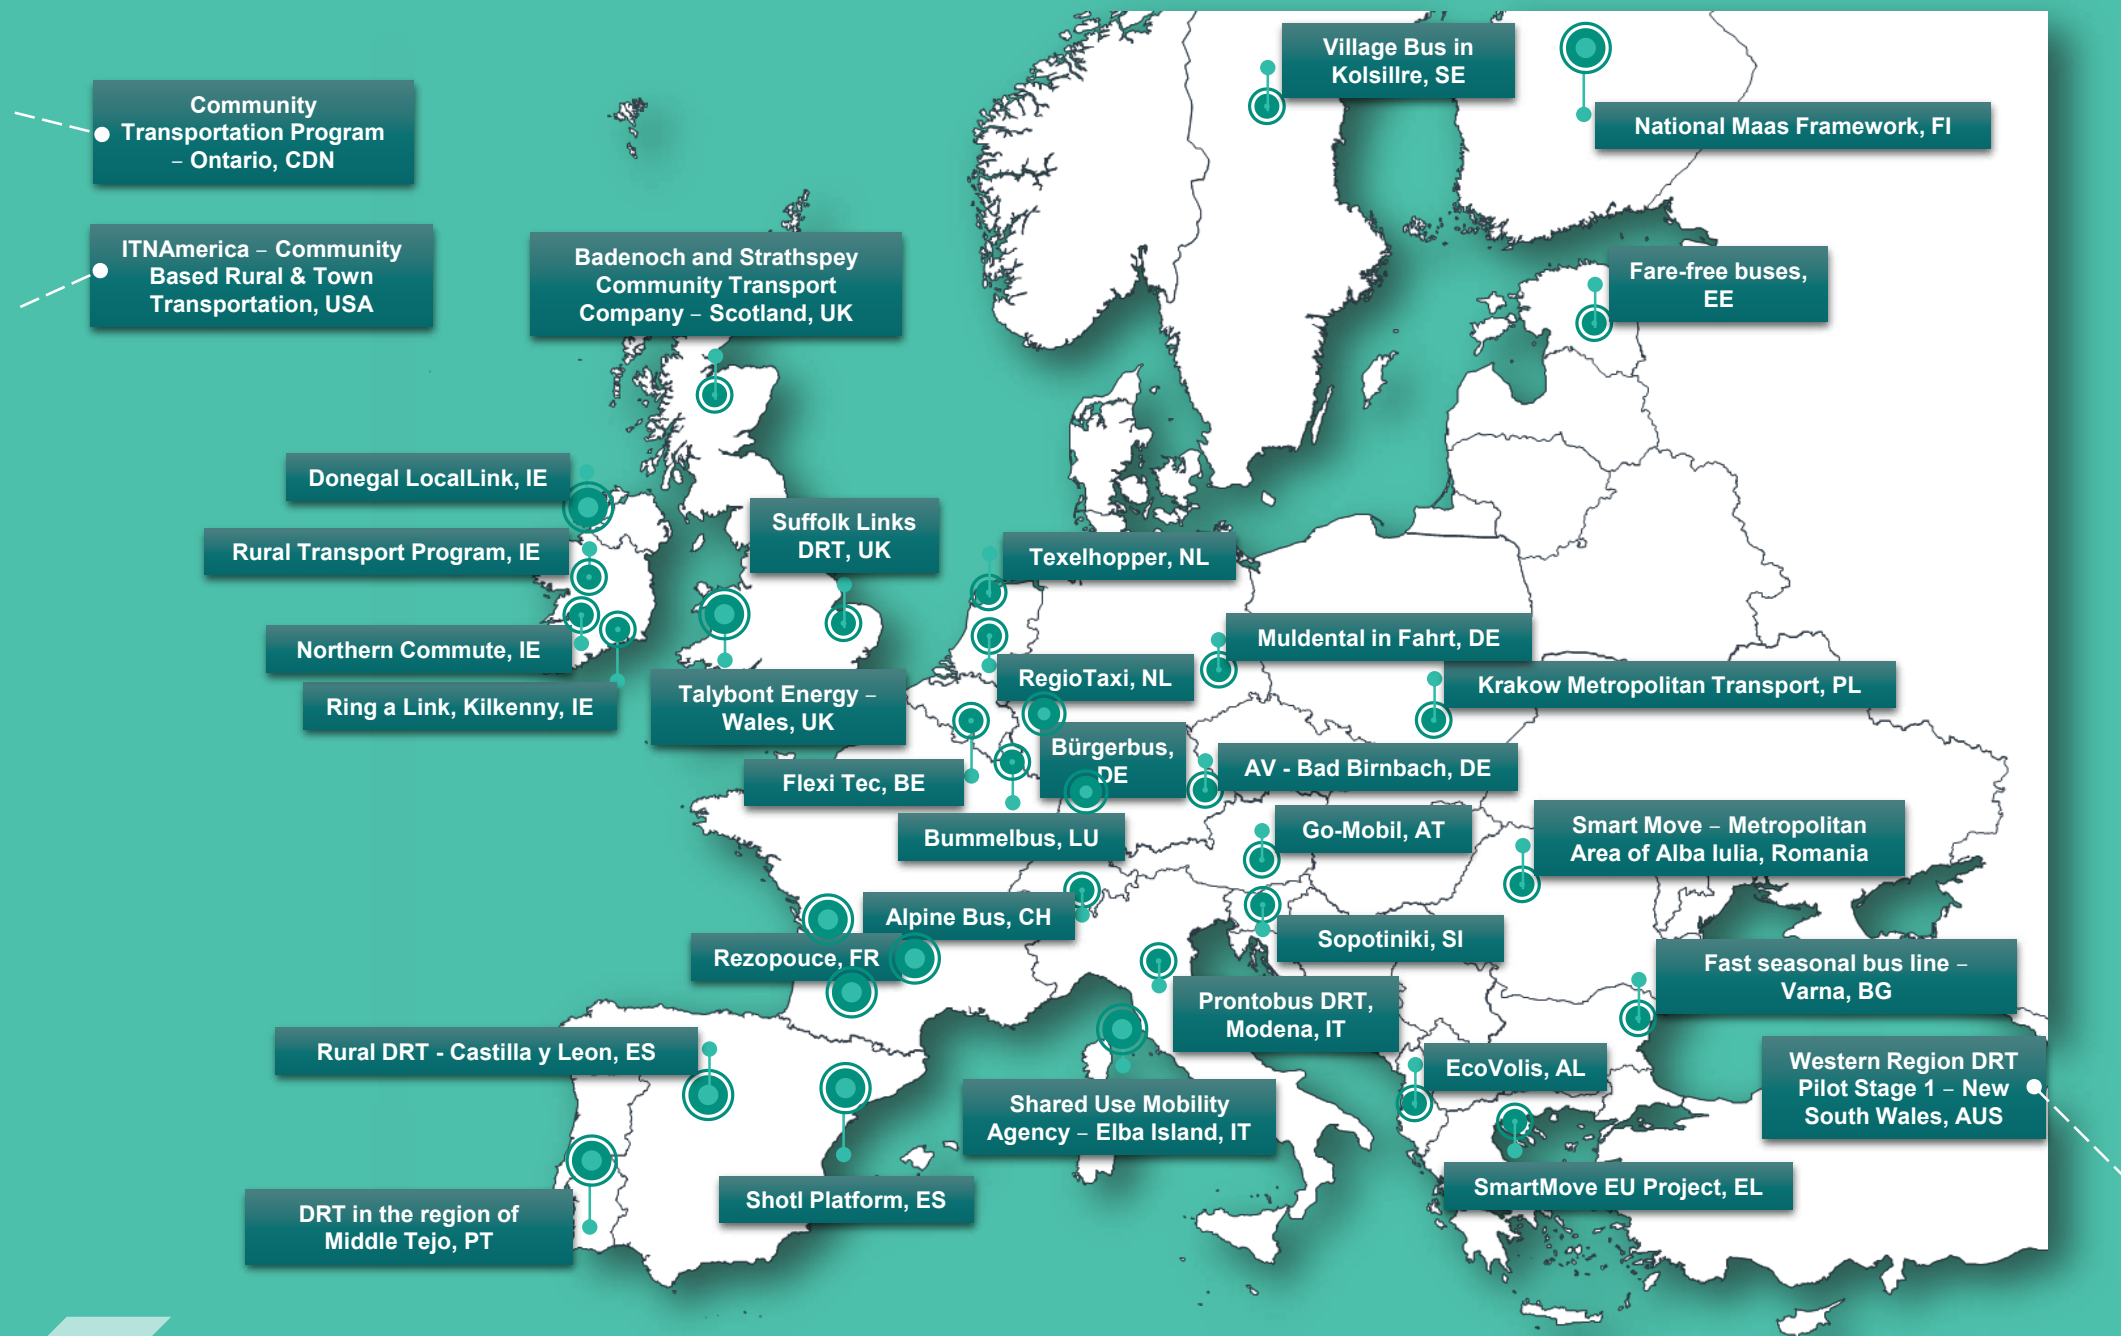 Village Bus in
Kolsillre, SE
Community
Transportation Program
– Ontario, CDN
National Maas Framework, FI
ITNAmerica – Community
Based Rural & Town
Transportation, USA
Badenoch and Strathspey
Community Transport
Company – Scotland, UK
Fare-free buses,
EE
Donegal LocalLink, IE
Suffolk Links
DRT, UK
Rural Transport Program, IE
Texelhopper, NL
Northern Commute, IE
Muldental in Fahrt, DE
RegioTaxi, NL
Krakow Metropolitan Transport, PL
Ring a Link, Kilkenny, IE
Talybont Energy –
Wales, UK
Bürgerbus,
DE
Flexi Tec, BE
AV - Bad Birnbach, DE
Bummelbus, LU
Go-Mobil, AT
Smart Move – Metropolitan
Area of Alba Iulia, Romania
Alpine Bus, CH
Sopotiniki, SI
Rezopouce, FR
Fast seasonal bus line –
Varna, BG
Prontobus DRT,
Modena, IT
Rural DRT - Castilla y Leon, ES
EcoVolis, AL
Western Region DRT
Pilot Stage 1 – New
South Wales, AUS
Shared Use Mobility
Agency – Elba Island, IT
Shotl Platform, ES
SmartMove EU Project, EL
DRT in the region of
Middle Tejo, PT